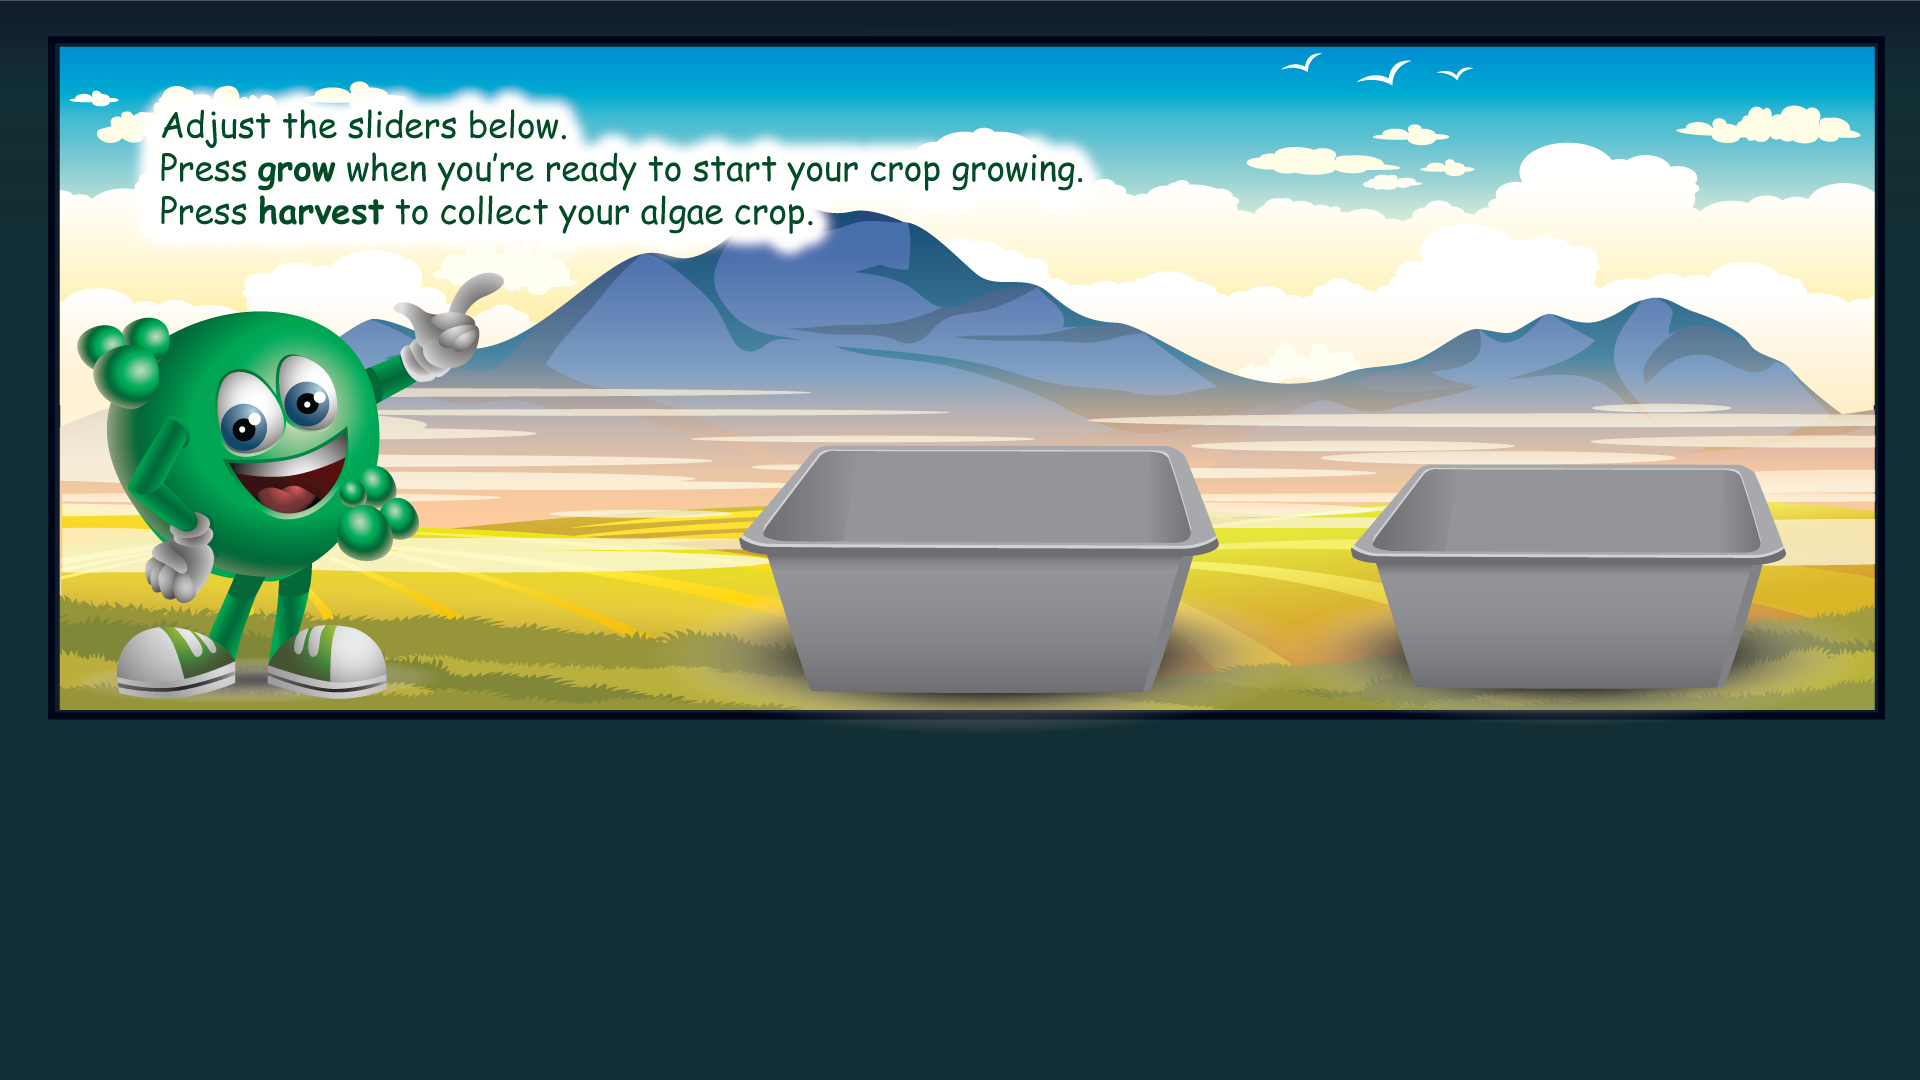 Adjust the sliders below.
Press grow when you're ready to start your crop growing.
Press harvest to collect your algae crop.